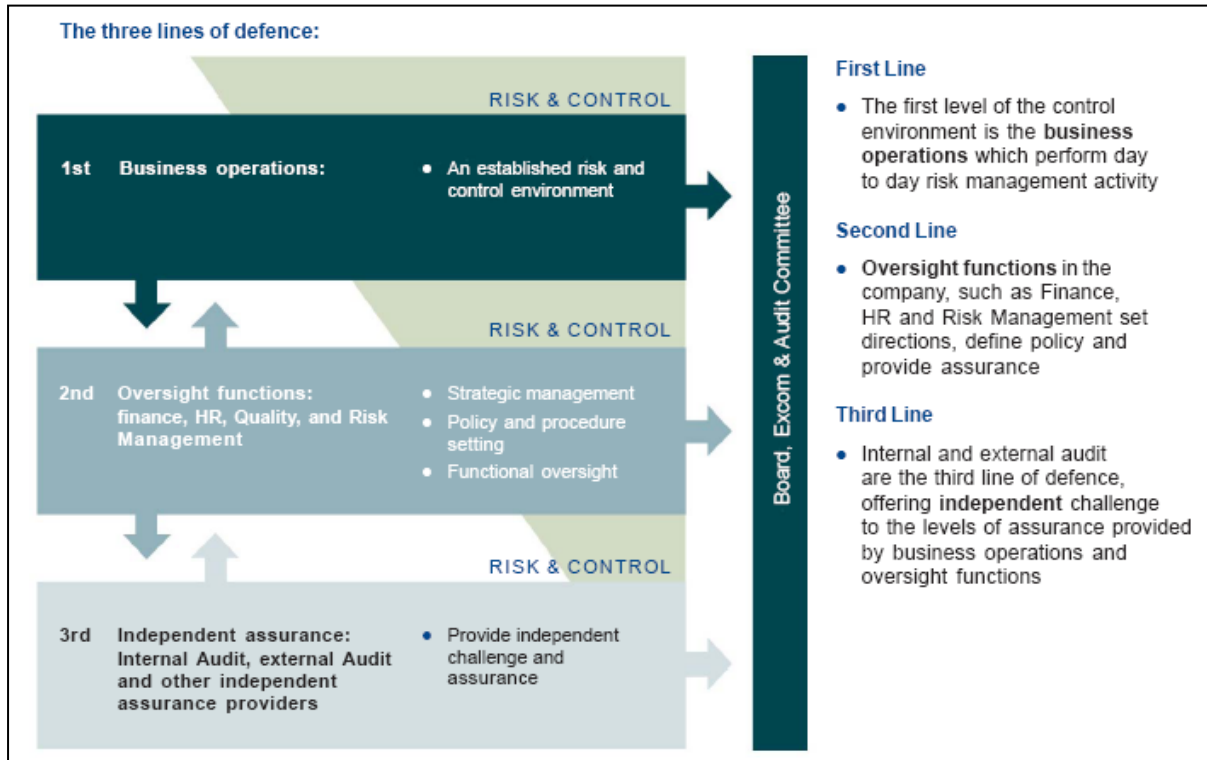 The three lines of defence:
RISK & CONTROL
1st Business operations:
• An established risk and
control environment
RISK & CONTROL
2nd Oversight functions:
finance, HR, Quality, and Risk
Management
• Strategic management
• Policy and procedure
setting
• Functional oversight
RISK & CONTROL
3rd Independent assurance:
Internal Audit, external Audit
and other independent
assurance providers
• Provide independent
challenge and
assurance
Board, Excom & Audit Committee
First Line
• The first level of the control
environment is the business
operations which perform day
to day risk management activity
Second Line
• Oversight functions in the
company, such as Finance,
HR and Risk Management set
directions, define policy and
provide assurance
Third Line
• Internal and external audit
are the third line of defence,
offering independent challenge
to the levels of assurance provided
by business operations and
oversight functions